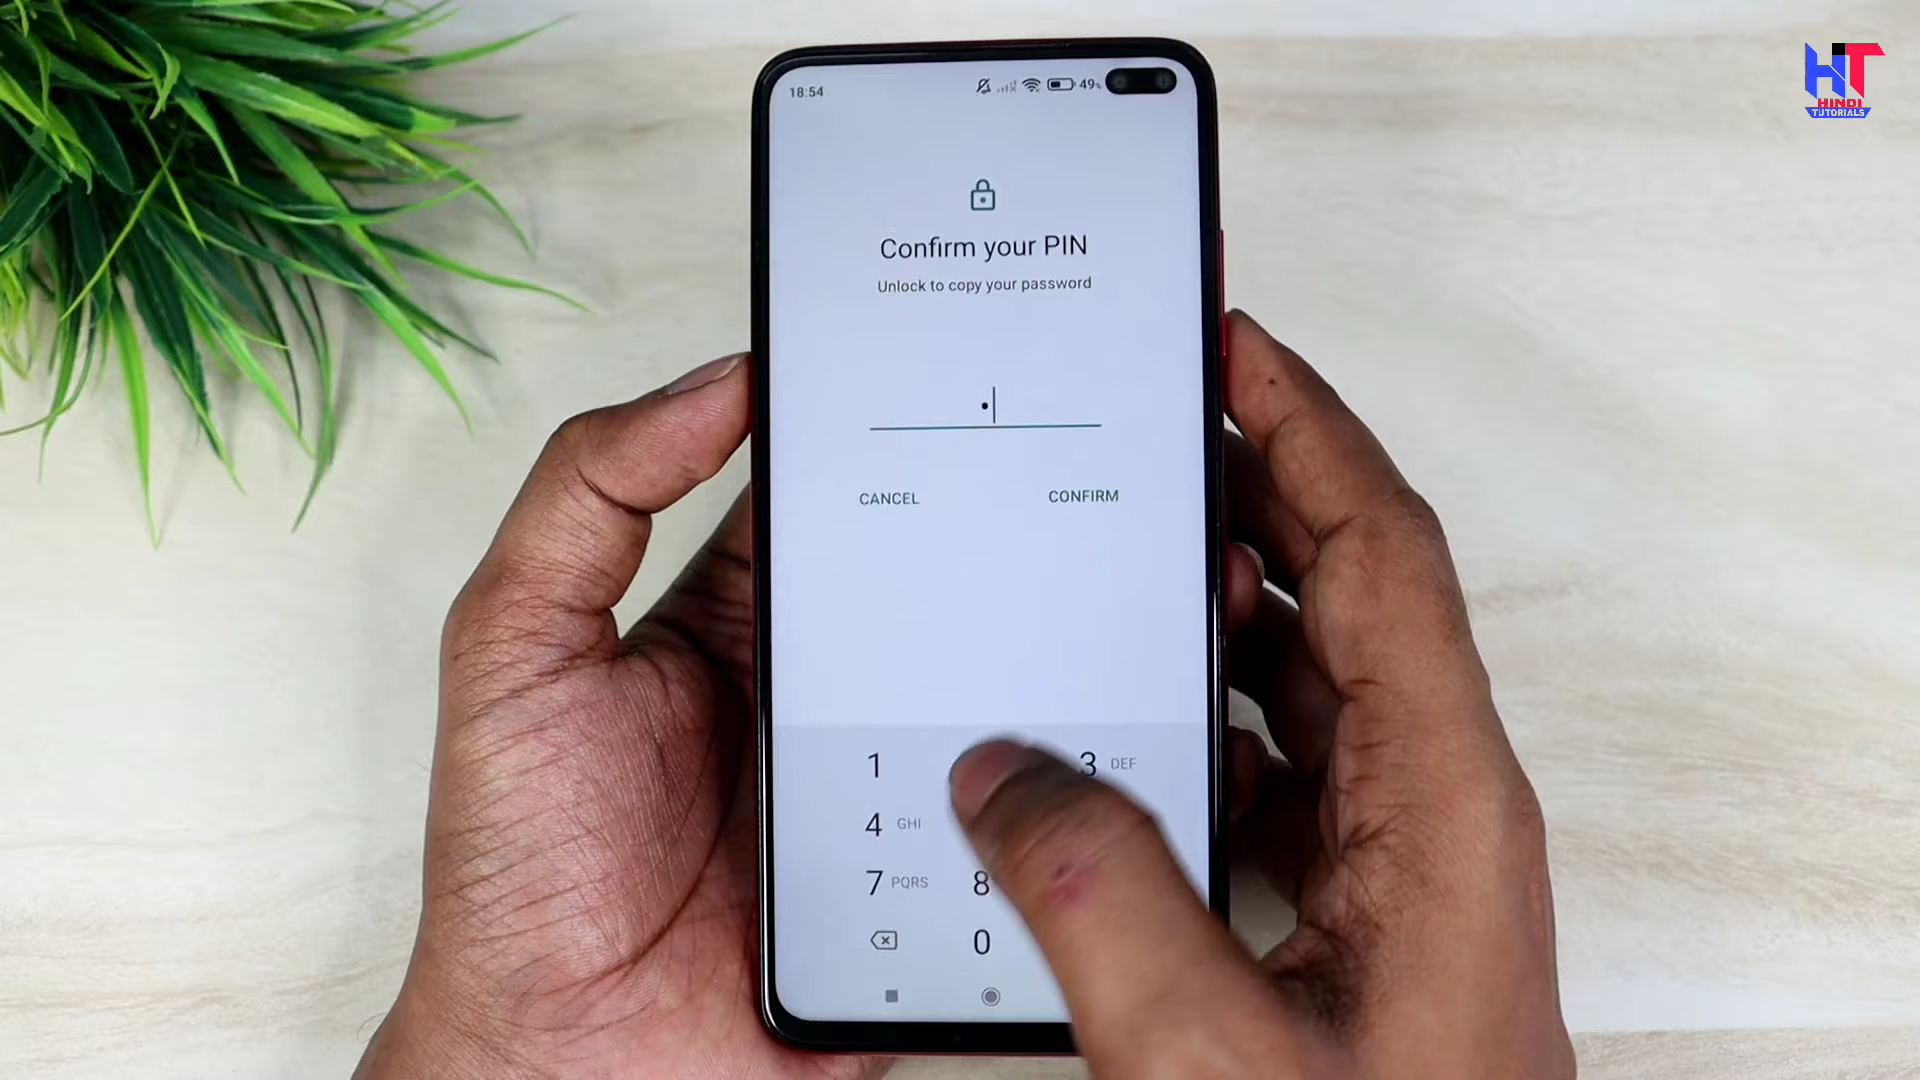 18:54
49%
Confirm your PIN
Unlock to copy your password
CANCEL
CONFIRM
1
3 DEF
4 GHI
7 PQRS
8
0
HT
HINDI
TUTORIALS